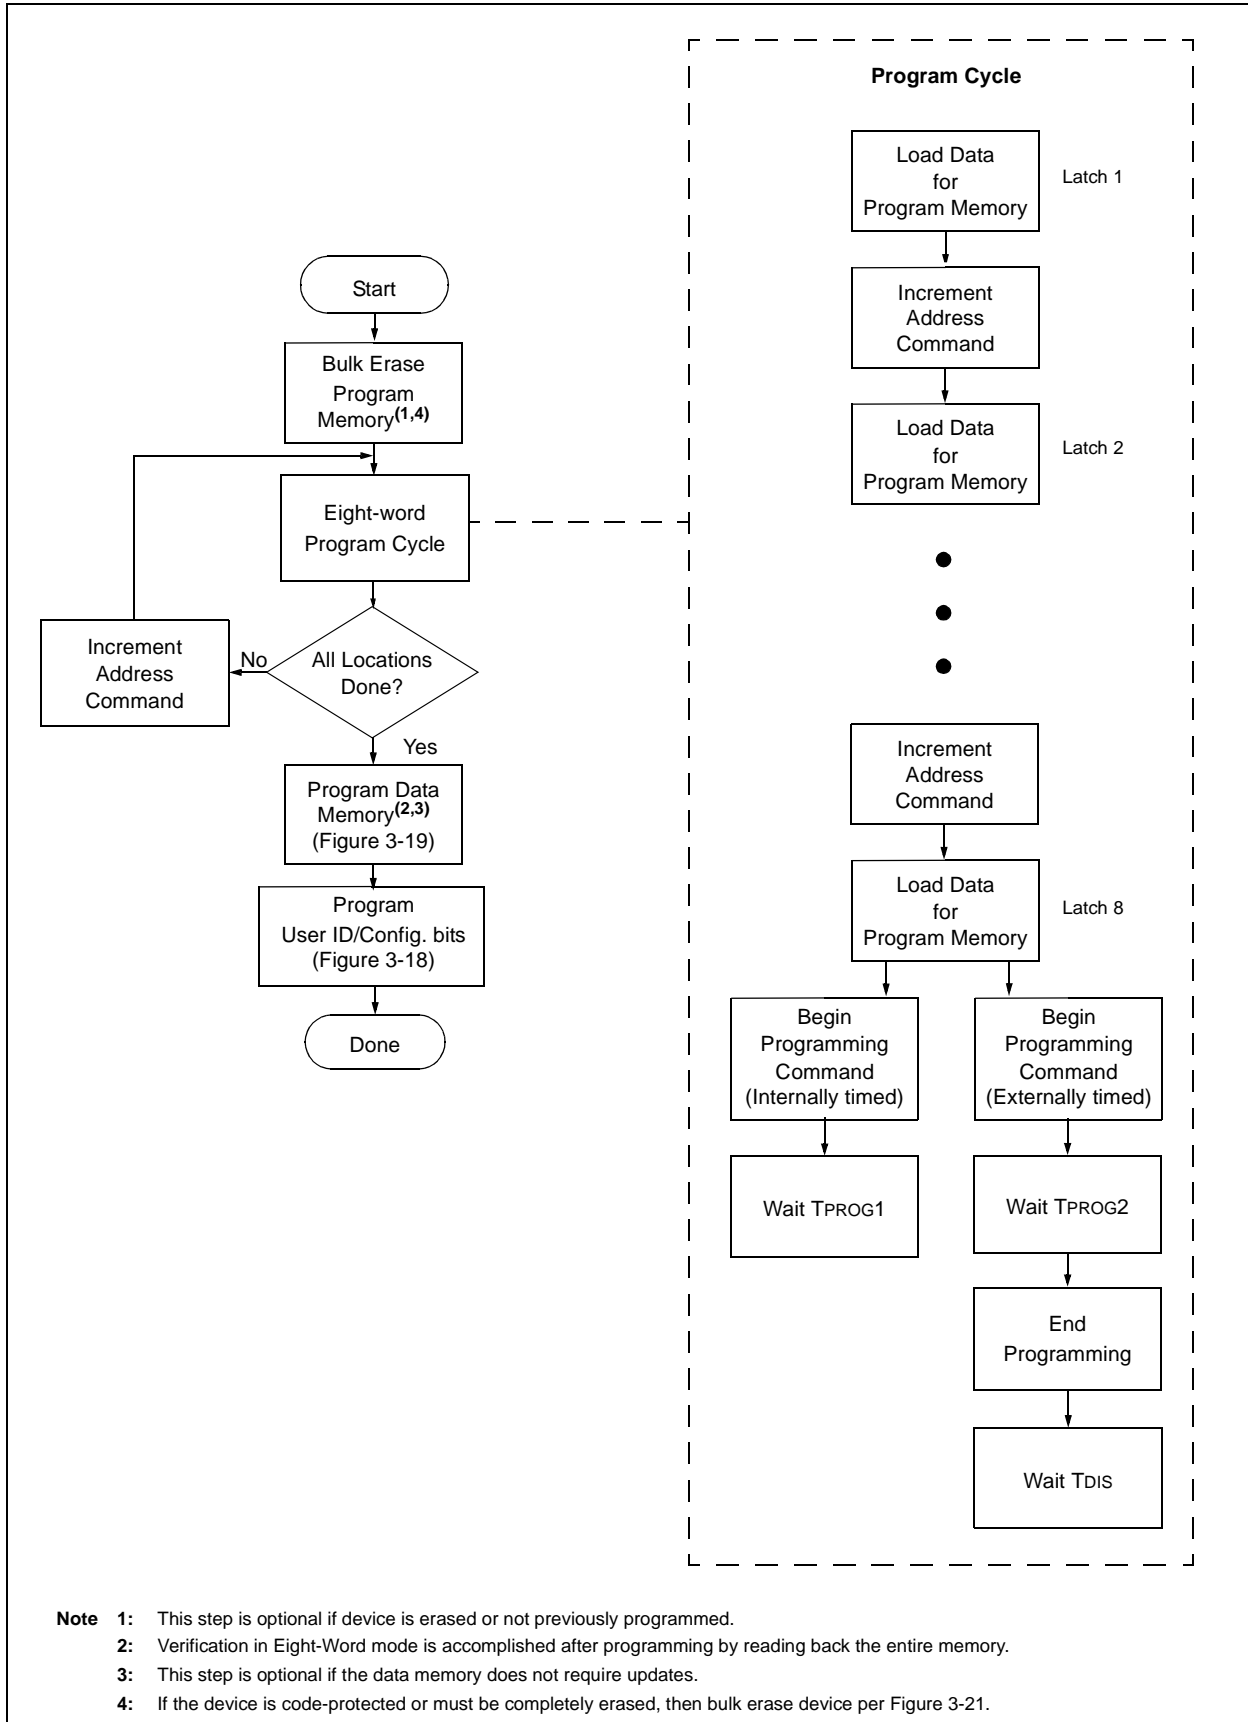 Start
Bulk Erase
Program
Memory(1,4)
Eight-word
Program Cycle
Increment
Address
Command
No
All Locations
Done?
Yes
Program Data
Memory(2,3)
(Figure 3-19)
Program
User ID/Config. bits
(Figure 3-18)
Done
Program Cycle
Load Data
for
Program Memory
Latch 1
Increment
Address
Command
Load Data
for
Program Memory
Latch 2
Increment
Address
Command
Load Data
for
Program Memory
Latch 8
Begin
Programming
Command
(Internally timed)
Wait TPROG1
Begin
Programming
Command
(Externally timed)
Wait TPROG2
End
Programming
Wait TDIS
Note 1: This step is optional if device is erased or not previously programmed.
2: Verification in Eight-Word mode is accomplished after programming by reading back the entire memory.
3: This step is optional if the data memory does not require updates.
4: If the device is code-protected or must be completely erased, then bulk erase device per Figure 3-21.